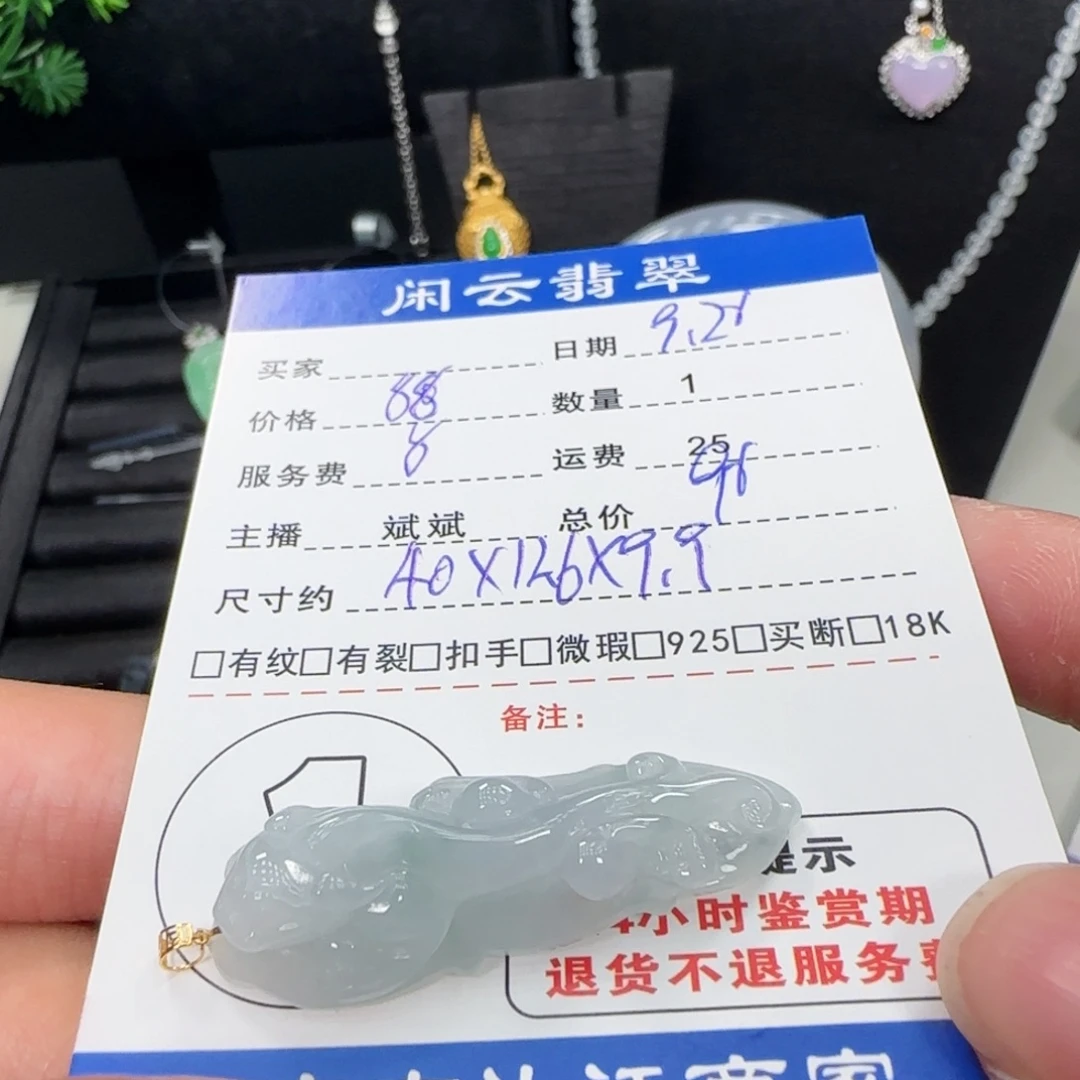 闲云翡翠
买家 日期 9.21
价格 88 数量 1
服务费 8 运费 25
主播 斌斌 总价 96
尺寸约 40X126X9.9
□有纹□有裂□扣手□微瑕□925□买断□18K
备注:
1
提示
小时鉴赏期
退货不退服务费